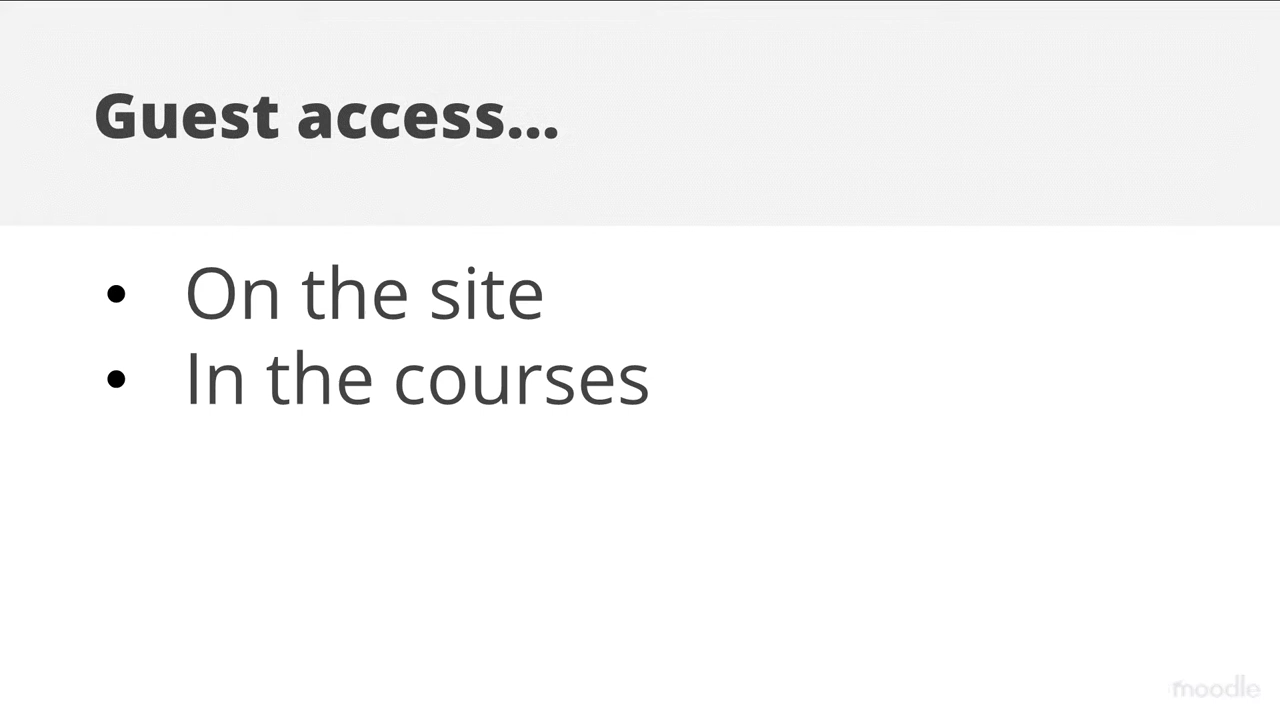 Guest access...
• On the site
• In the courses
moodle